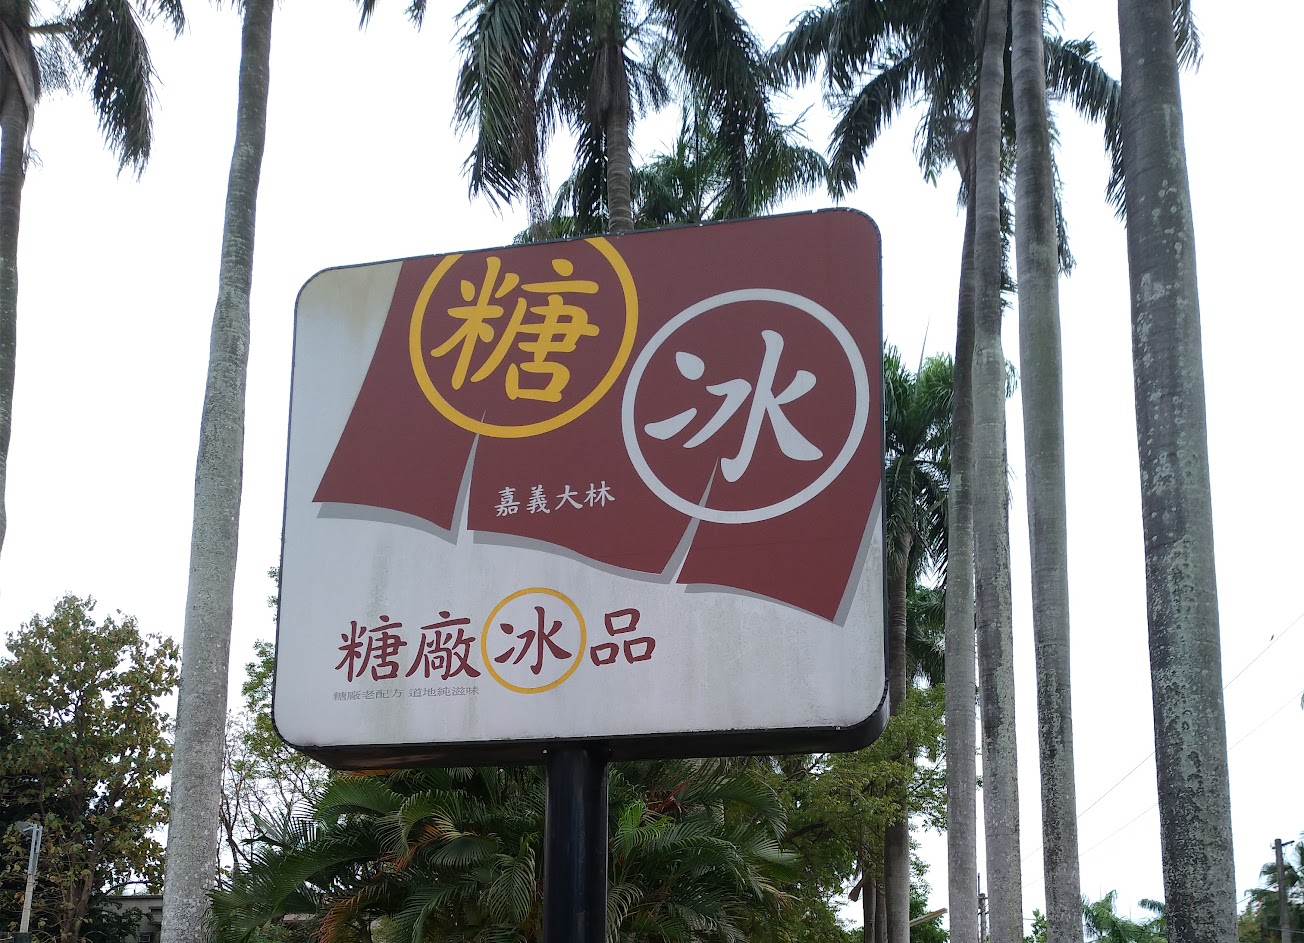 糖
冰
嘉義大林
糖廠冰品
糖廠老配方 道地純滋味